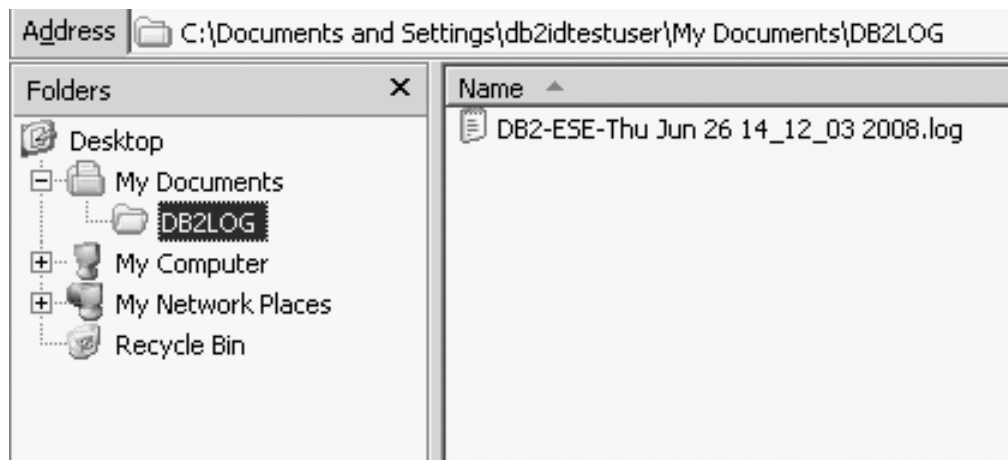 Address C:\Documents and Settings\db2idtestuser\My Documents\DB2LOG
Folders
Desktop
My Documents
DB2LOG
My Computer
My Network Places
Recycle Bin
Name
DB2-ESE-Thu Jun 26 14_12_03 2008.log